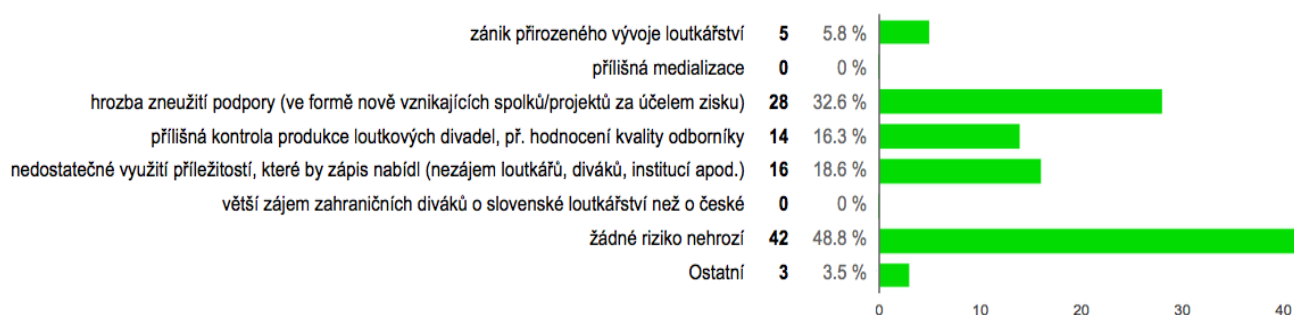 zánik přirozeného vývoje loutkářství 5 5.8 %
přílišná medializace 0 0 %
hrozba zneužití podpory (ve formě nově vznikajících spolků/projektů za účelem zisku) 28 32.6 %
přílišná kontrola produkce loutkových divadel, př. hodnocení kvality odborníky 14 16.3 %
nedostatečné využití příležitostí, které by zápis nabídl (nezájem loutkářů, diváků, institucí apod.) 16 18.6 %
větší zájem zahraničních diváků o slovenské loutkářství než o české 0 0 %
žádné riziko nehrozí 42 48.8 %
Ostatní 3 3.5 %
0 10 20 30 40